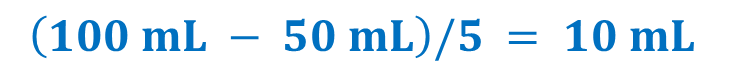 (100 mL − 50 mL)/5 = 10 mL